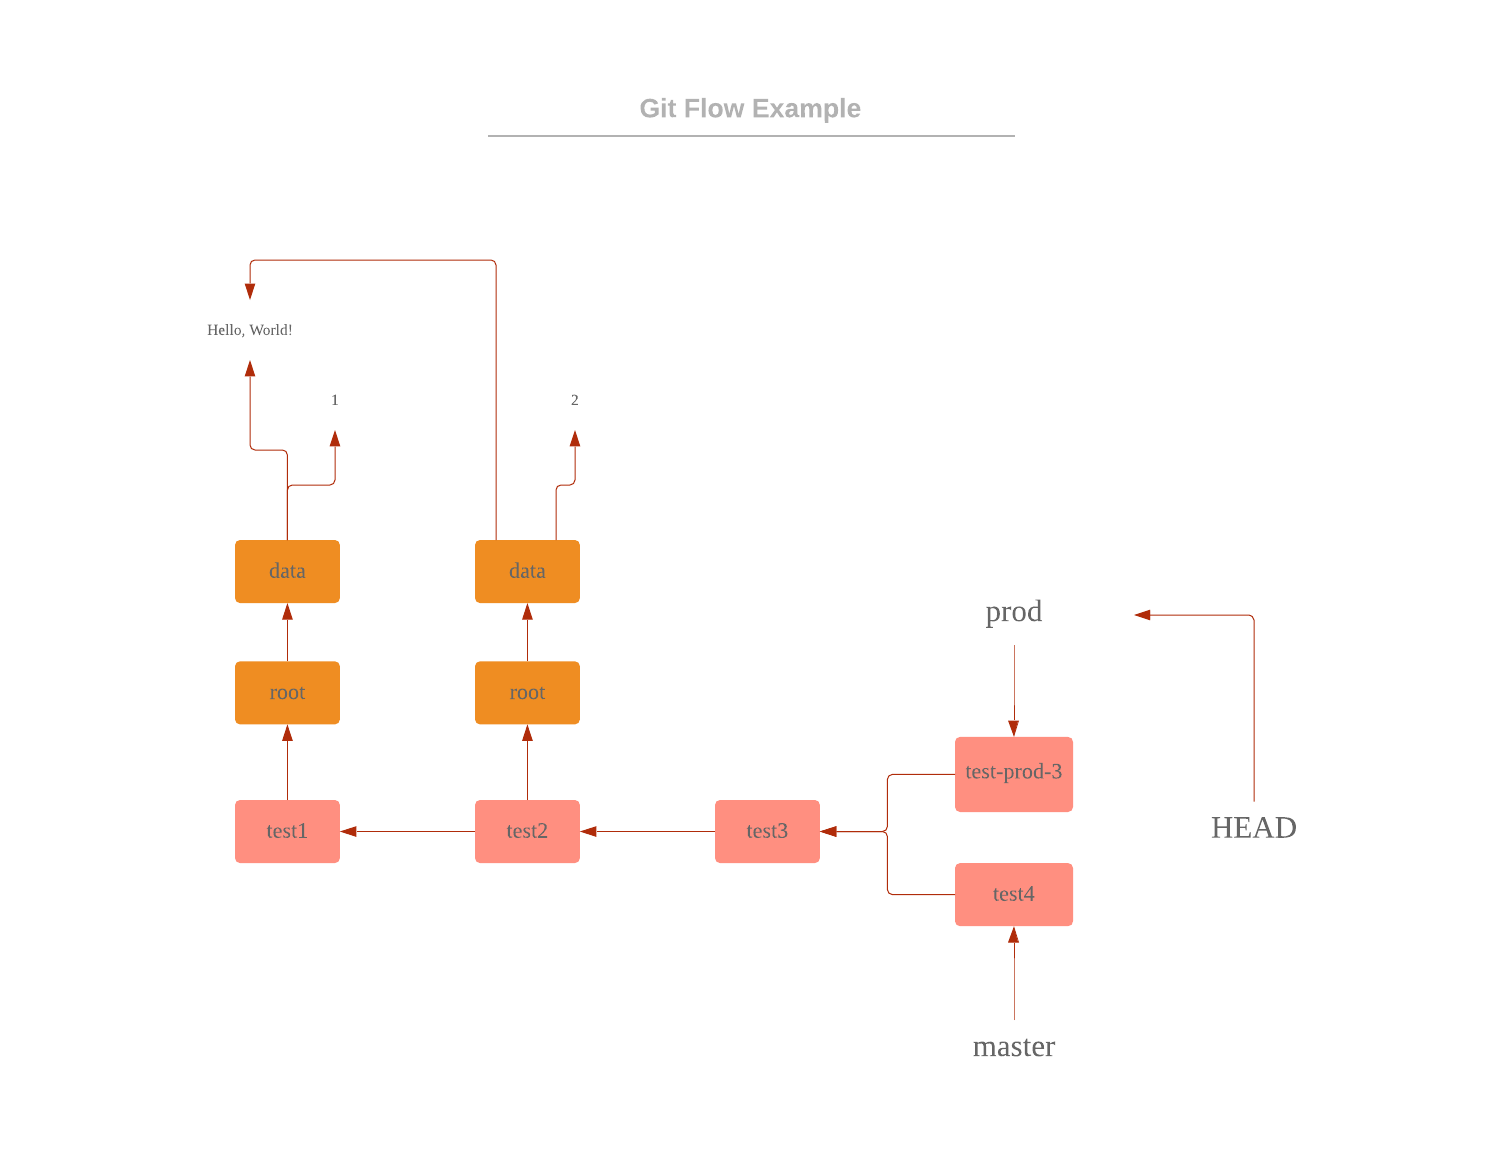 Git Flow Example
Hello, World!
1
2
data
data
prod
root
root
test-prod-3
test1
test2
test3
HEAD
test4
master